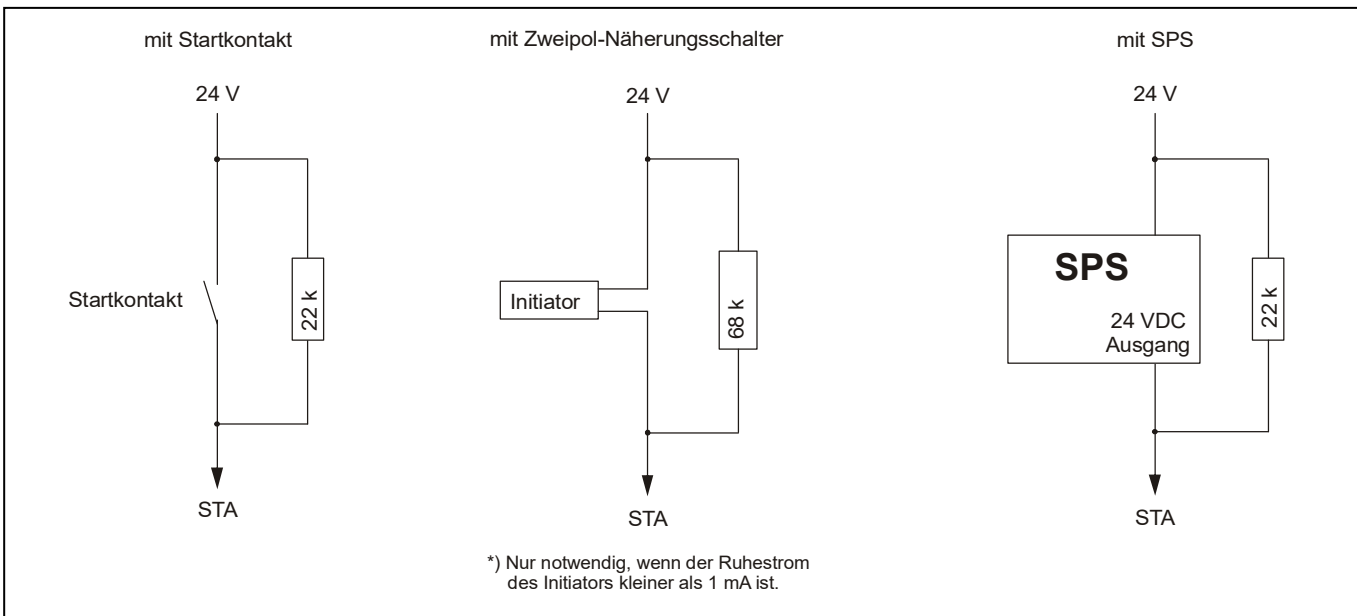 mit Startkontakt
24 V
Startkontakt
22 k
STA
mit Zweipol-Näherungsschalter
24 V
Initiator
68 k
STA
*) Nur notwendig, wenn der Ruhestrom
des Initiators kleiner als 1 mA ist.
mit SPS
24 V
SPS
24 VDC
Ausgang
22 k
STA